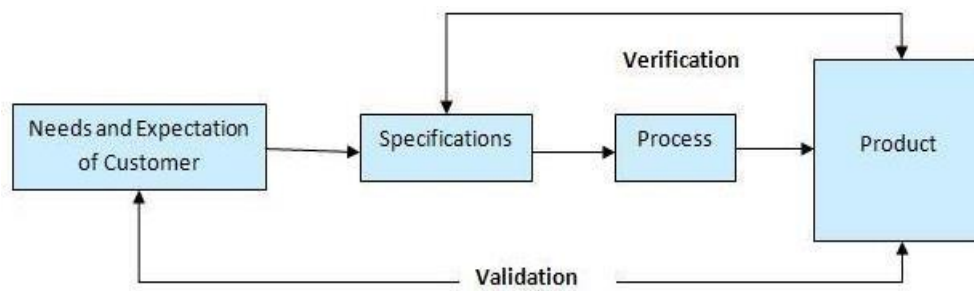 Verification
Needs and Expectation
of Customer
Specifications
Process
Product
Validation